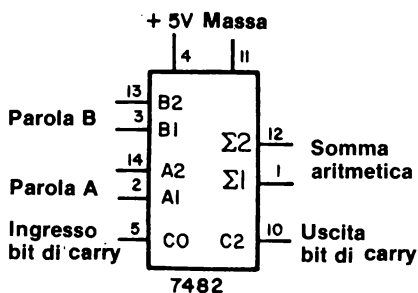 + 5V Massa
4 11
13 B2
Parola B
3 B1
Σ2 12
Somma
aritmetica
14 A2
Σ1 1
Parola A
2 A1
Ingresso
bit di carry
5 C0
C2 10
Uscita
bit di carry
7482